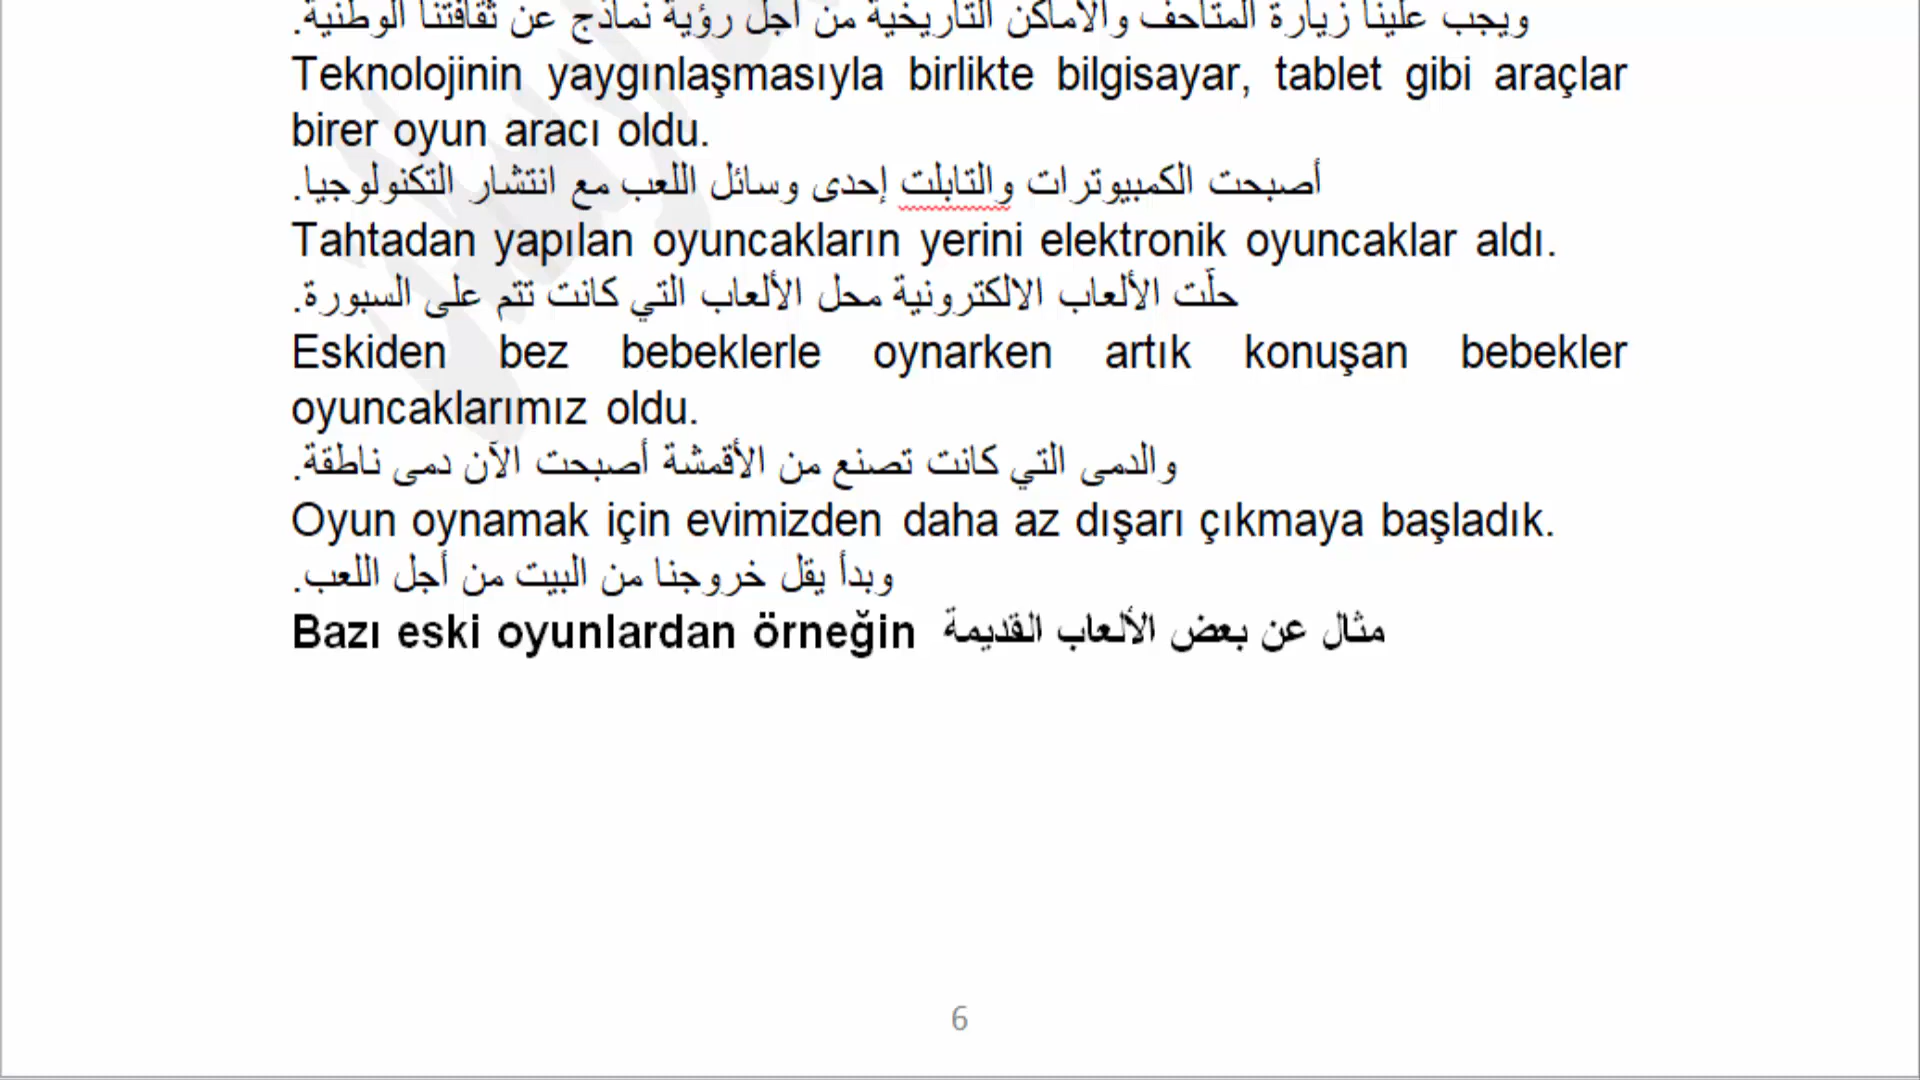 ويجب علينا زيارة المتاحف والأماكن التاريخية من أجل رؤية نماذج عن ثقافتنا الوطنية.
Teknolojinin yaygınlaşmasıyla birlikte bilgisayar, tablet gibi araçlar
birer oyun aracı oldu.
أصبحت الكمبيوترات والتابلت إحدى وسائل اللعب مع انتشار التكنولوجيا.
Tahtadan yapılan oyuncakların yerini elektronik oyuncaklar aldı.
حلّت الألعاب الالكترونية محل الألعاب التي كانت تتم على السبورة.
Eskiden bez bebeklerle oynarken artık konuşan bebekler
oyuncaklarımız oldu.
والدمى التي كانت تصنع من الأقمشة أصبحت الآن دمى ناطقة.
Oyun oynamak için evimizden daha az dışarı çıkmaya başladık.
وبدأ يقل خروجنا من البيت من أجل اللعب.
Bazı eski oyunlardan örneğin مثال عن بعض الألعاب القديمة
6